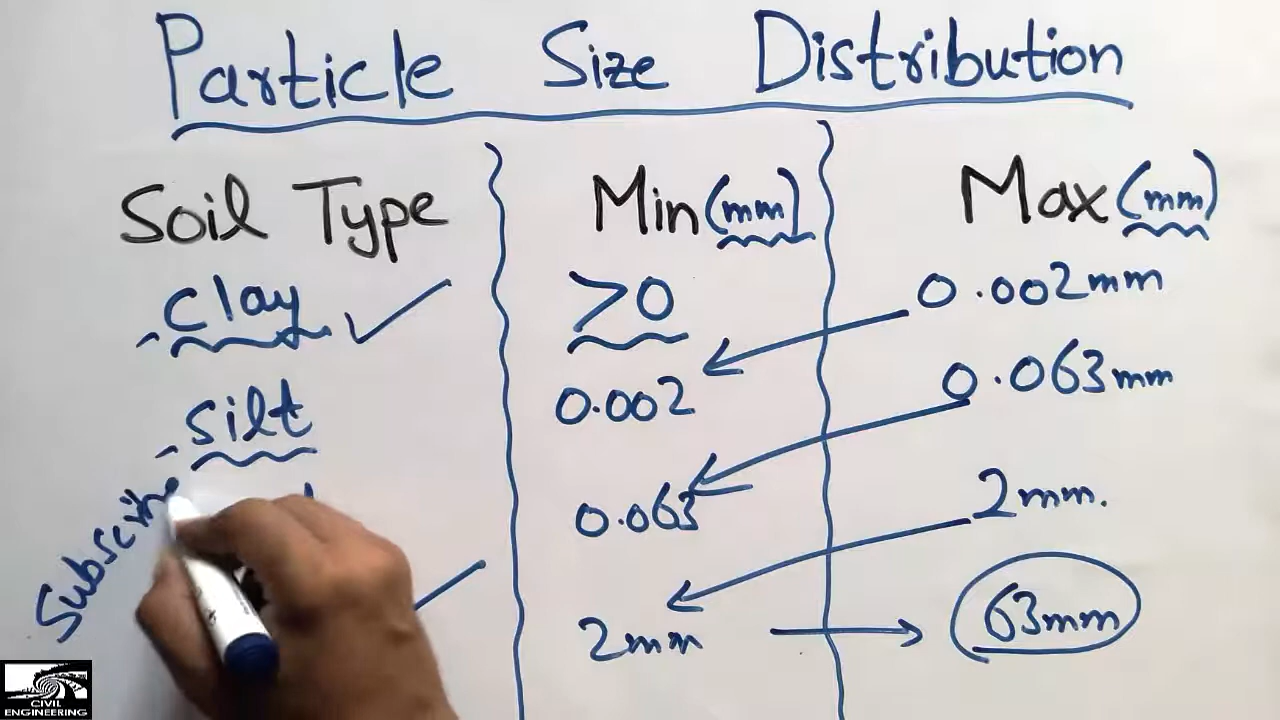 Particle Size Distribution
Soil Type Min (mm) Max (mm)
clay >0 0.002mm
silt 0.002 0.063mm
0.063 2mm.
2mm 63mm
Subscribe
CIVIL
ENGINEERING